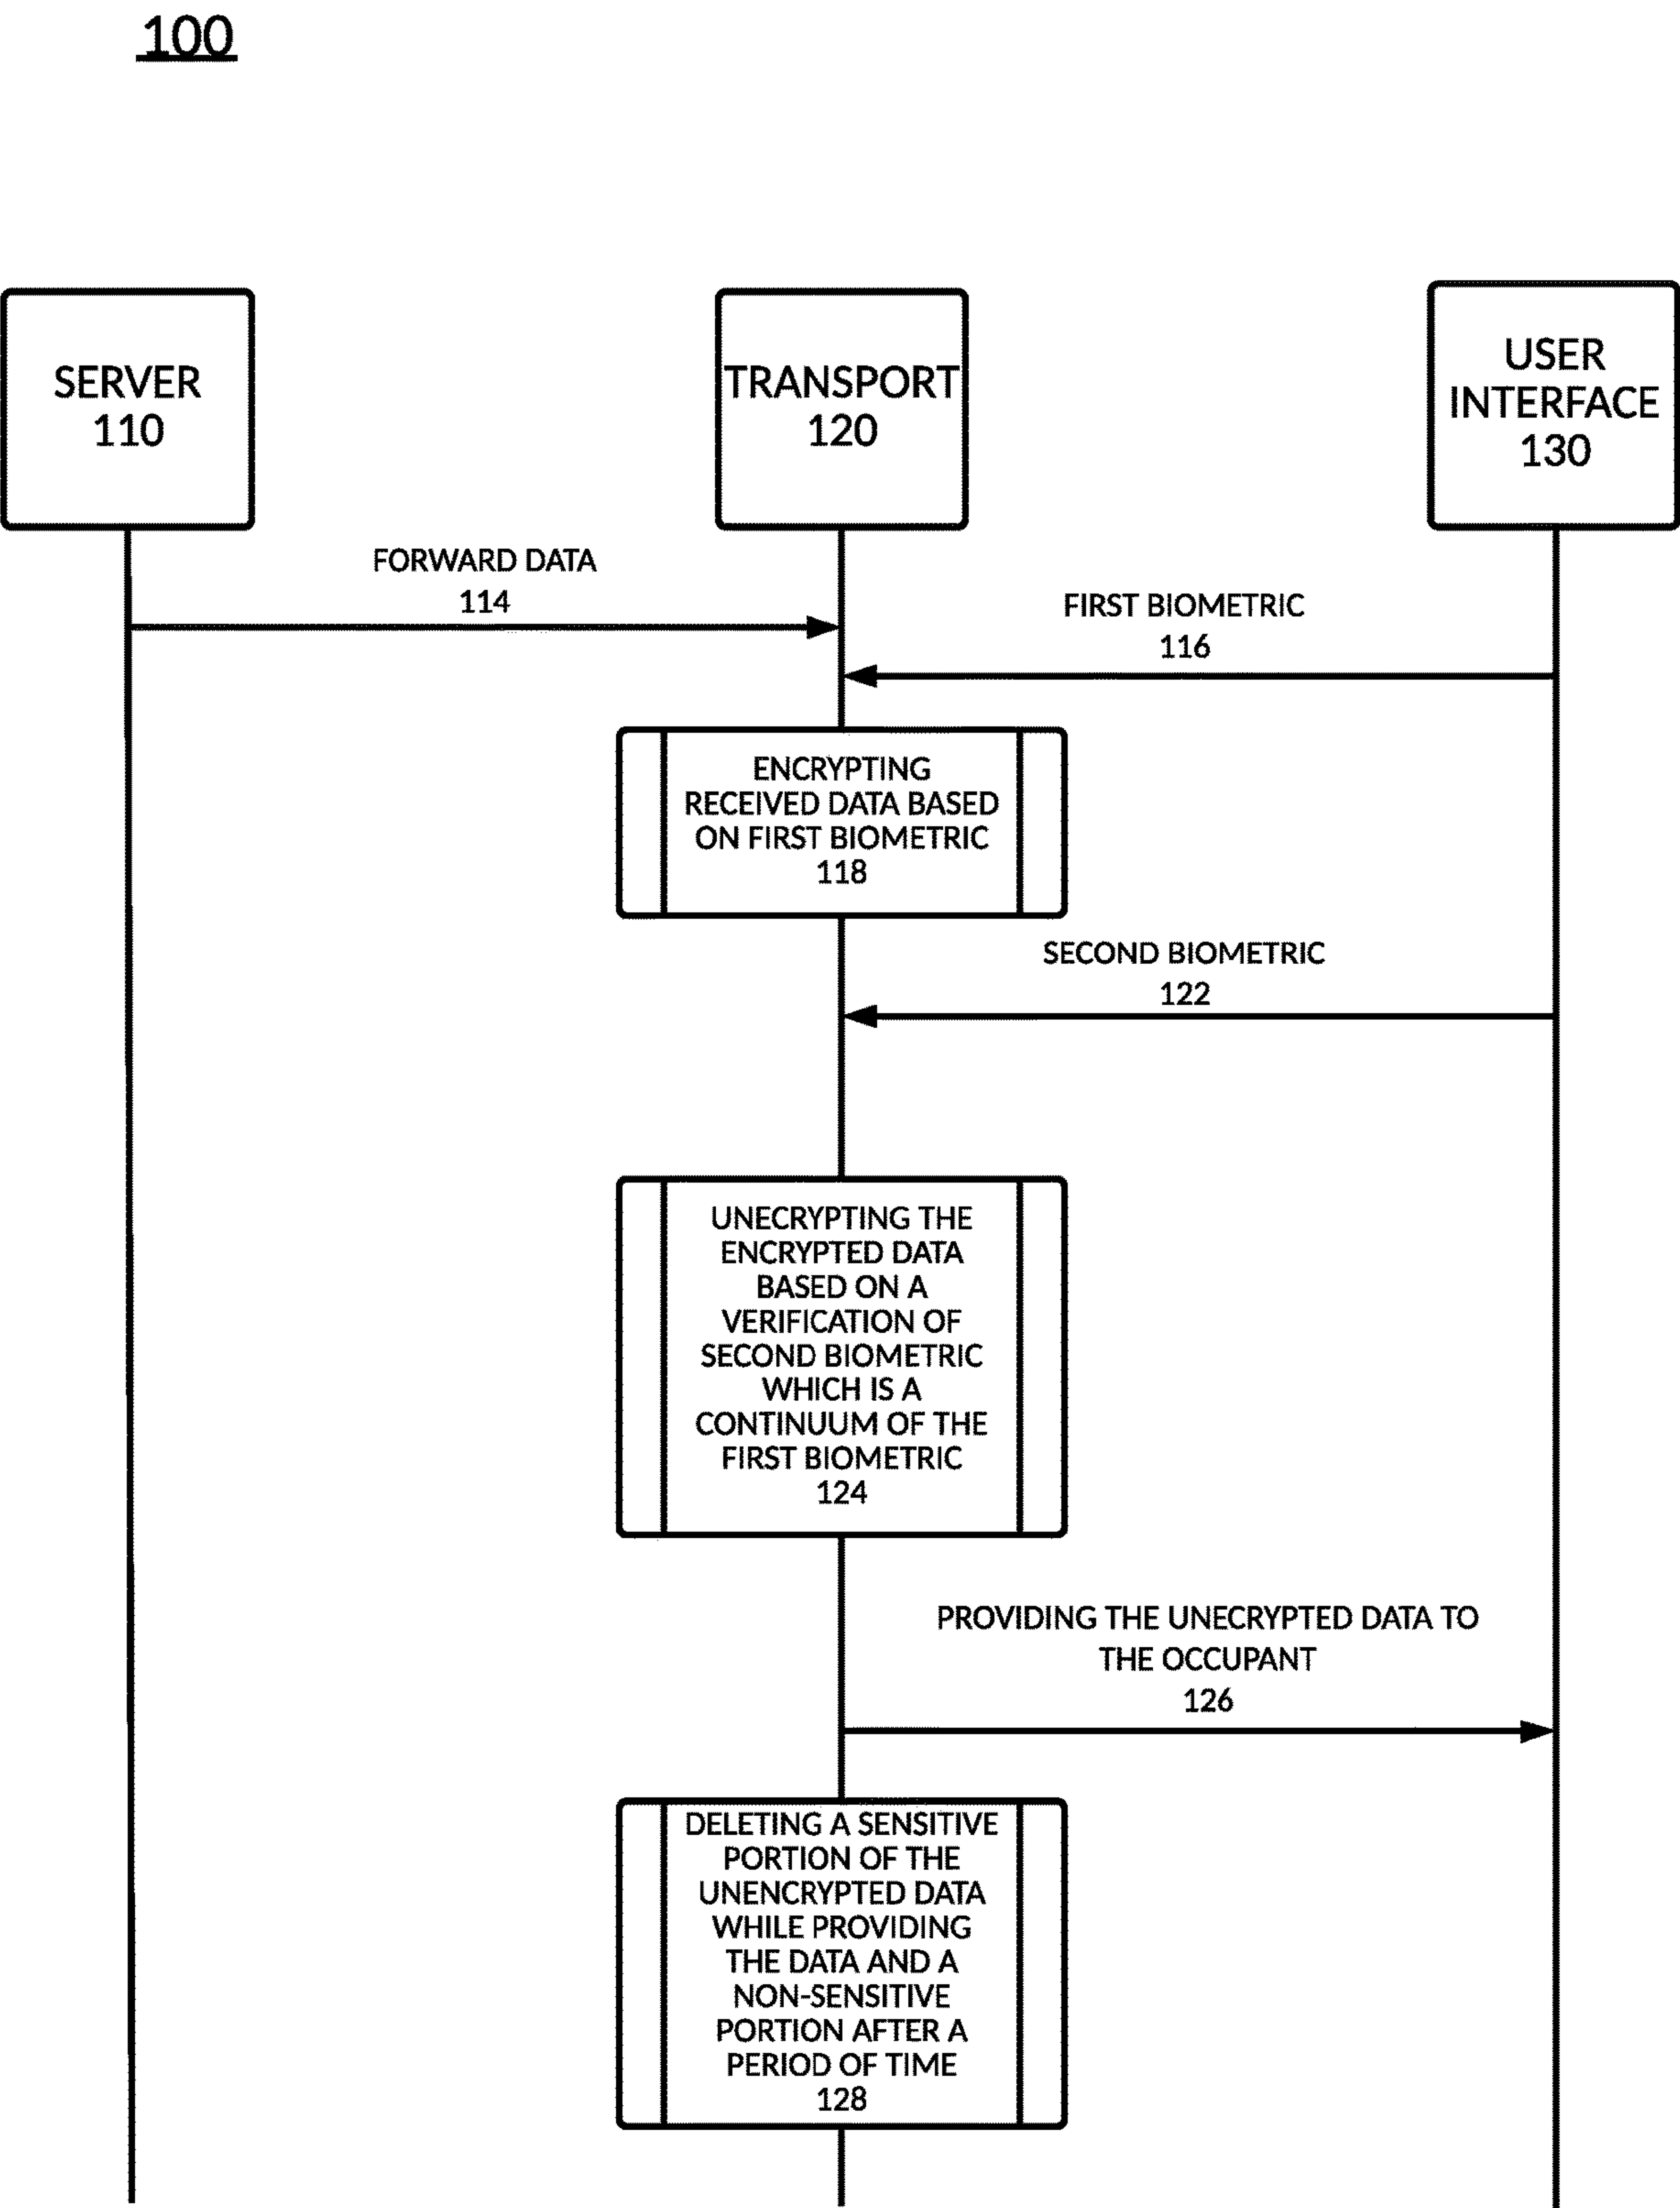 100
SERVER
110
TRANSPORT
120
USER
INTERFACE
130
FORWARD DATA
114
FIRST BIOMETRIC
116
ENCRYPTING
RECEIVED DATA BASED
ON FIRST BIOMETRIC
118
SECOND BIOMETRIC
122
UNECRYPTING THE
ENCRYPTED DATA
BASED ON A
VERIFICATION OF
SECOND BIOMETRIC
WHICH IS A
CONTINUUM OF THE
FIRST BIOMETRIC
124
PROVIDING THE UNECRYPTED DATA TO
THE OCCUPANT
126
DELETING A SENSITIVE
PORTION OF THE
UNENCRYPTED DATA
WHILE PROVIDING
THE DATA AND A
NON-SENSITIVE
PORTION AFTER A
PERIOD OF TIME
128